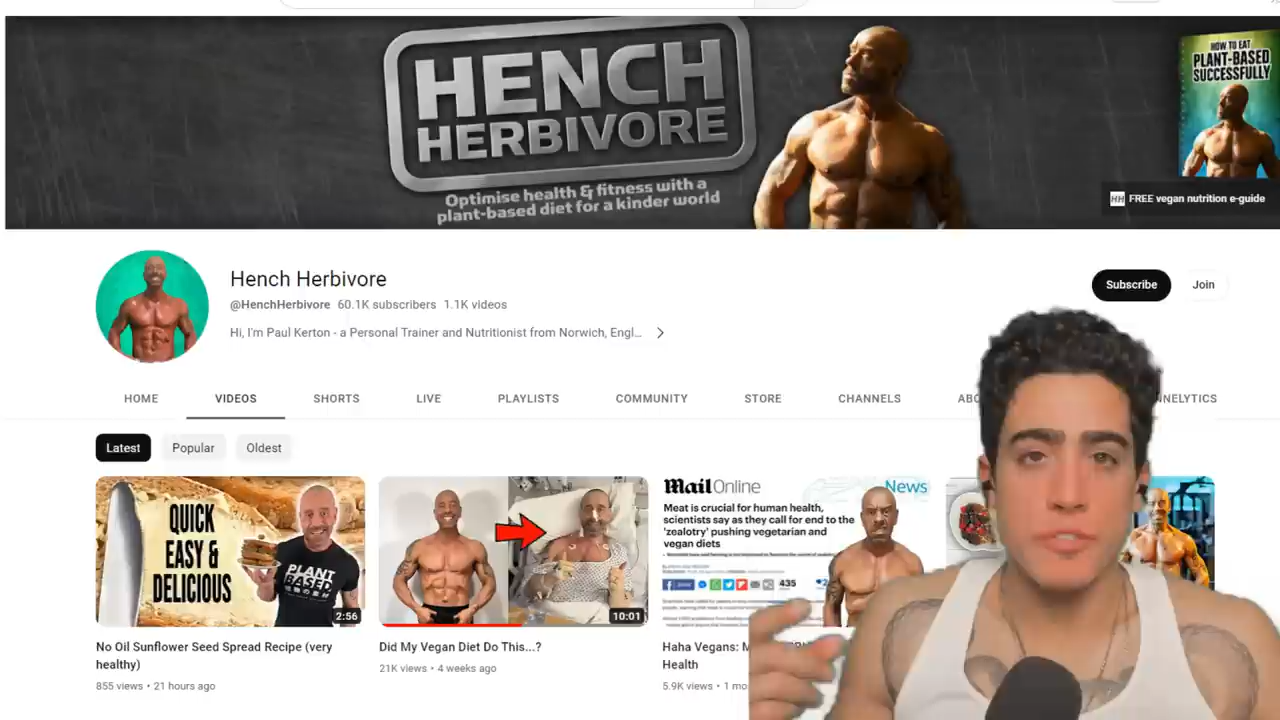 HENCH
HERBIVORE
Optimise health & fitness with a
plant-based diet for a kinder world
HOW TO EAT
PLANT-BASED
SUCCESSFULLY
HH FREE vegan nutrition e-guide
Hench Herbivore
@HenchHerbivore 60.1K subscribers 1.1K videos
Hi, I'm Paul Kerton - a Personal Trainer and Nutritionist from Norwich, Engl...
Subscribe
Join
HOME
VIDEOS
SHORTS
LIVE
PLAYLISTS
COMMUNITY
STORE
CHANNELS
ABO
NNELYTICS
Latest
Popular
Oldest
QUICK
EASY &
DELICIOUS
PLANT
BASED
2:56
10:01
Mail Online
News
Meat is crucial for human health,
scientists say as they call for end to the
'zealotry' pushing vegetarian and
vegan diets
435
No Oil Sunflower Seed Spread Recipe (very
healthy)
855 views • 21 hours ago
Did My Vegan Diet Do This...?
21K views • 4 weeks ago
Haha Vegans: M
Health
5.9K views • 1 mo